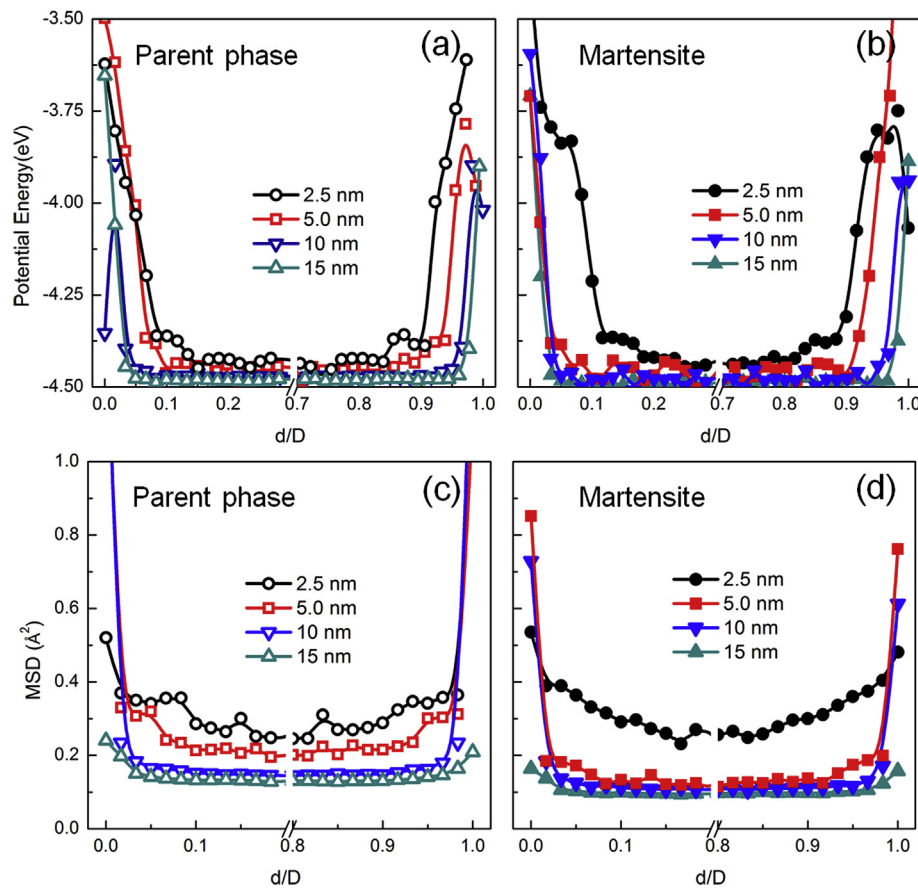 Parent phase (a)
Martensite (b)
-3.50
-3.75
-4.00
-4.25
-4.50
Potential Energy(eV)
2.5 nm
5.0 nm
10 nm
15 nm
2.5 nm
5.0 nm
10 nm
15 nm
0.0 0.1 0.2 0.7 0.8 0.9 1.0
0.0 0.1 0.2 0.7 0.8 0.9 1.0
d/D
d/D
Parent phase (c)
Martensite (d)
1.0
0.8
0.6
0.4
0.2
0.0
MSD (Å²)
2.5 nm
5.0 nm
10 nm
15 nm
2.5 nm
5.0 nm
10 nm
15 nm
0.0 0.1 0.8 0.9 1.0
0.0 0.1 0.8 0.9 1.0
d/D
d/D